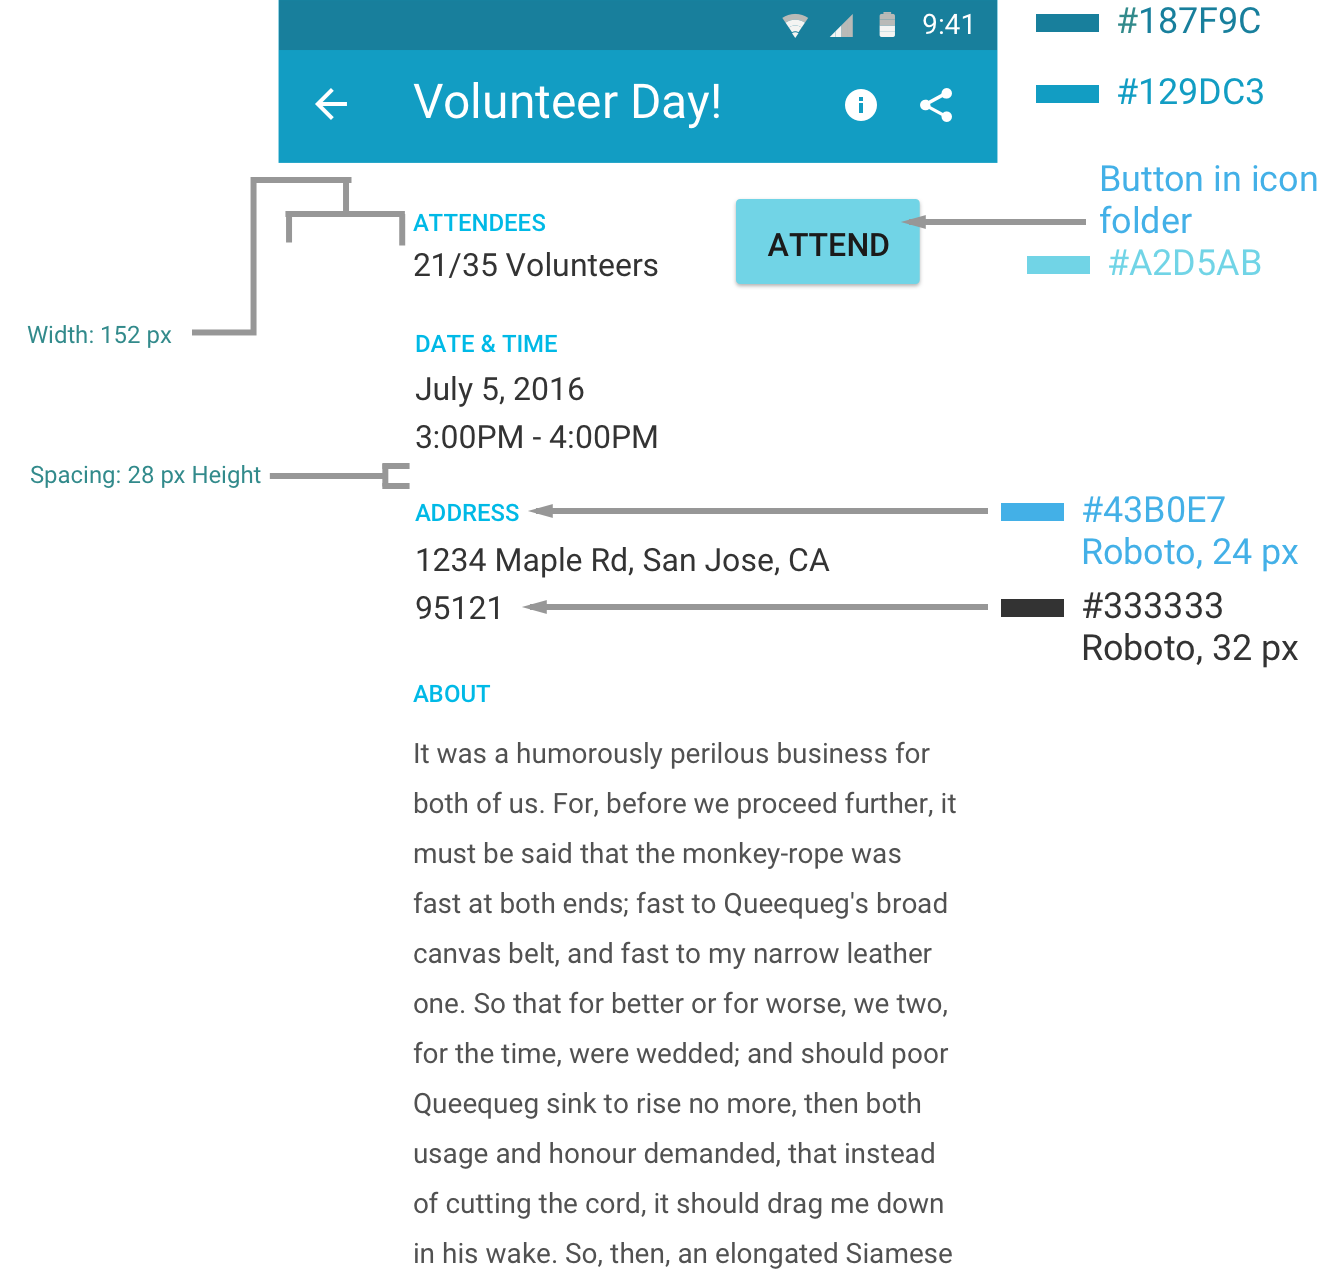 9:41
#187F9C
Volunteer Day!
#129DC3
Button in icon
folder
#A2D5AB
ATTENDEES
21/35 Volunteers
ATTEND
Width: 152 px
DATE & TIME
July 5, 2016
3:00PM - 4:00PM
Spacing: 28 px Height
ADDRESS
#43B0E7
Roboto, 24 px
1234 Maple Rd, San Jose, CA
95121
#333333
Roboto, 32 px
ABOUT
It was a humorously perilous business for
both of us. For, before we proceed further, it
must be said that the monkey-rope was
fast at both ends; fast to Queequeg's broad
canvas belt, and fast to my narrow leather
one. So that for better or for worse, we two,
for the time, were wedded; and should poor
Queequeg sink to rise no more, then both
usage and honour demanded, that instead
of cutting the cord, it should drag me down
in his wake. So, then, an elongated Siamese